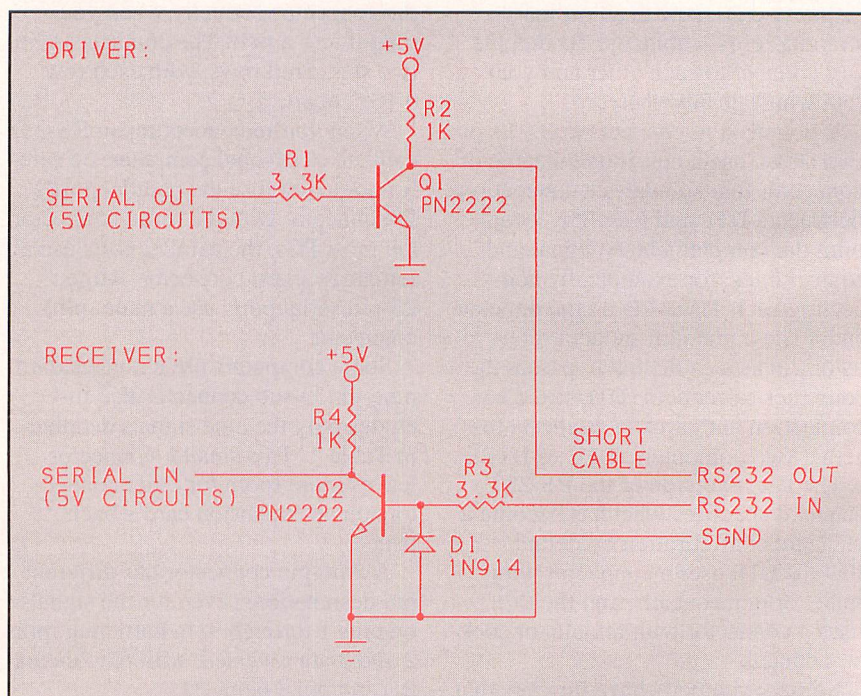 DRIVER:
+5V
R2
1K
R1
3.3K
Q1
PN2222
SERIAL OUT
(5V CIRCUITS)
RECEIVER:
+5V
R4
1K
SHORT
CABLE
R3
3.3K
RS232 OUT
SERIAL IN
(5V CIRCUITS)
Q2
PN2222
RS232 IN
D1
1N914
SGND